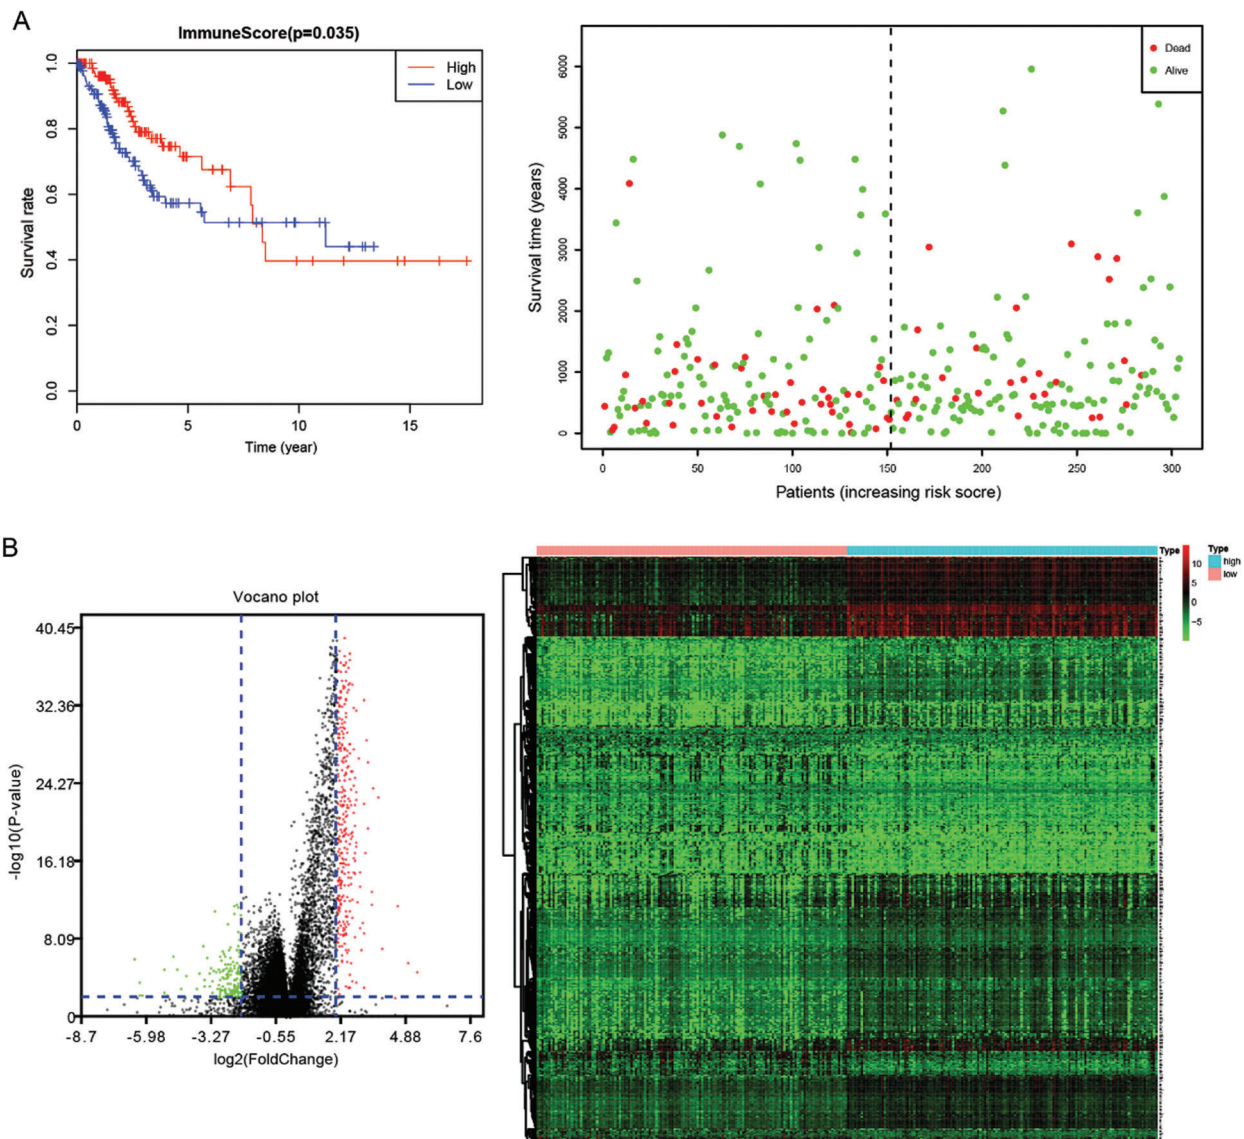 A
ImmuneScore(p=0.035)
High
Low
1.0
0.8
0.6
0.4
0.2
0.0
Survival rate
0
5
10
15
Time (year)
Dead
Alive
6000
5000
4000
3000
2000
1000
0
Survival time (years)
0
50
100
150
200
250
300
Patients (increasing risk socre)
B
Vocano plot
40.45
32.36
24.27
16.18
8.09
0
-log10(P-value)
-8.7
-5.98
-3.27
-0.55
2.17
4.88
7.6
log2(FoldChange)
Type
10
5
0
−5
Type
high
low